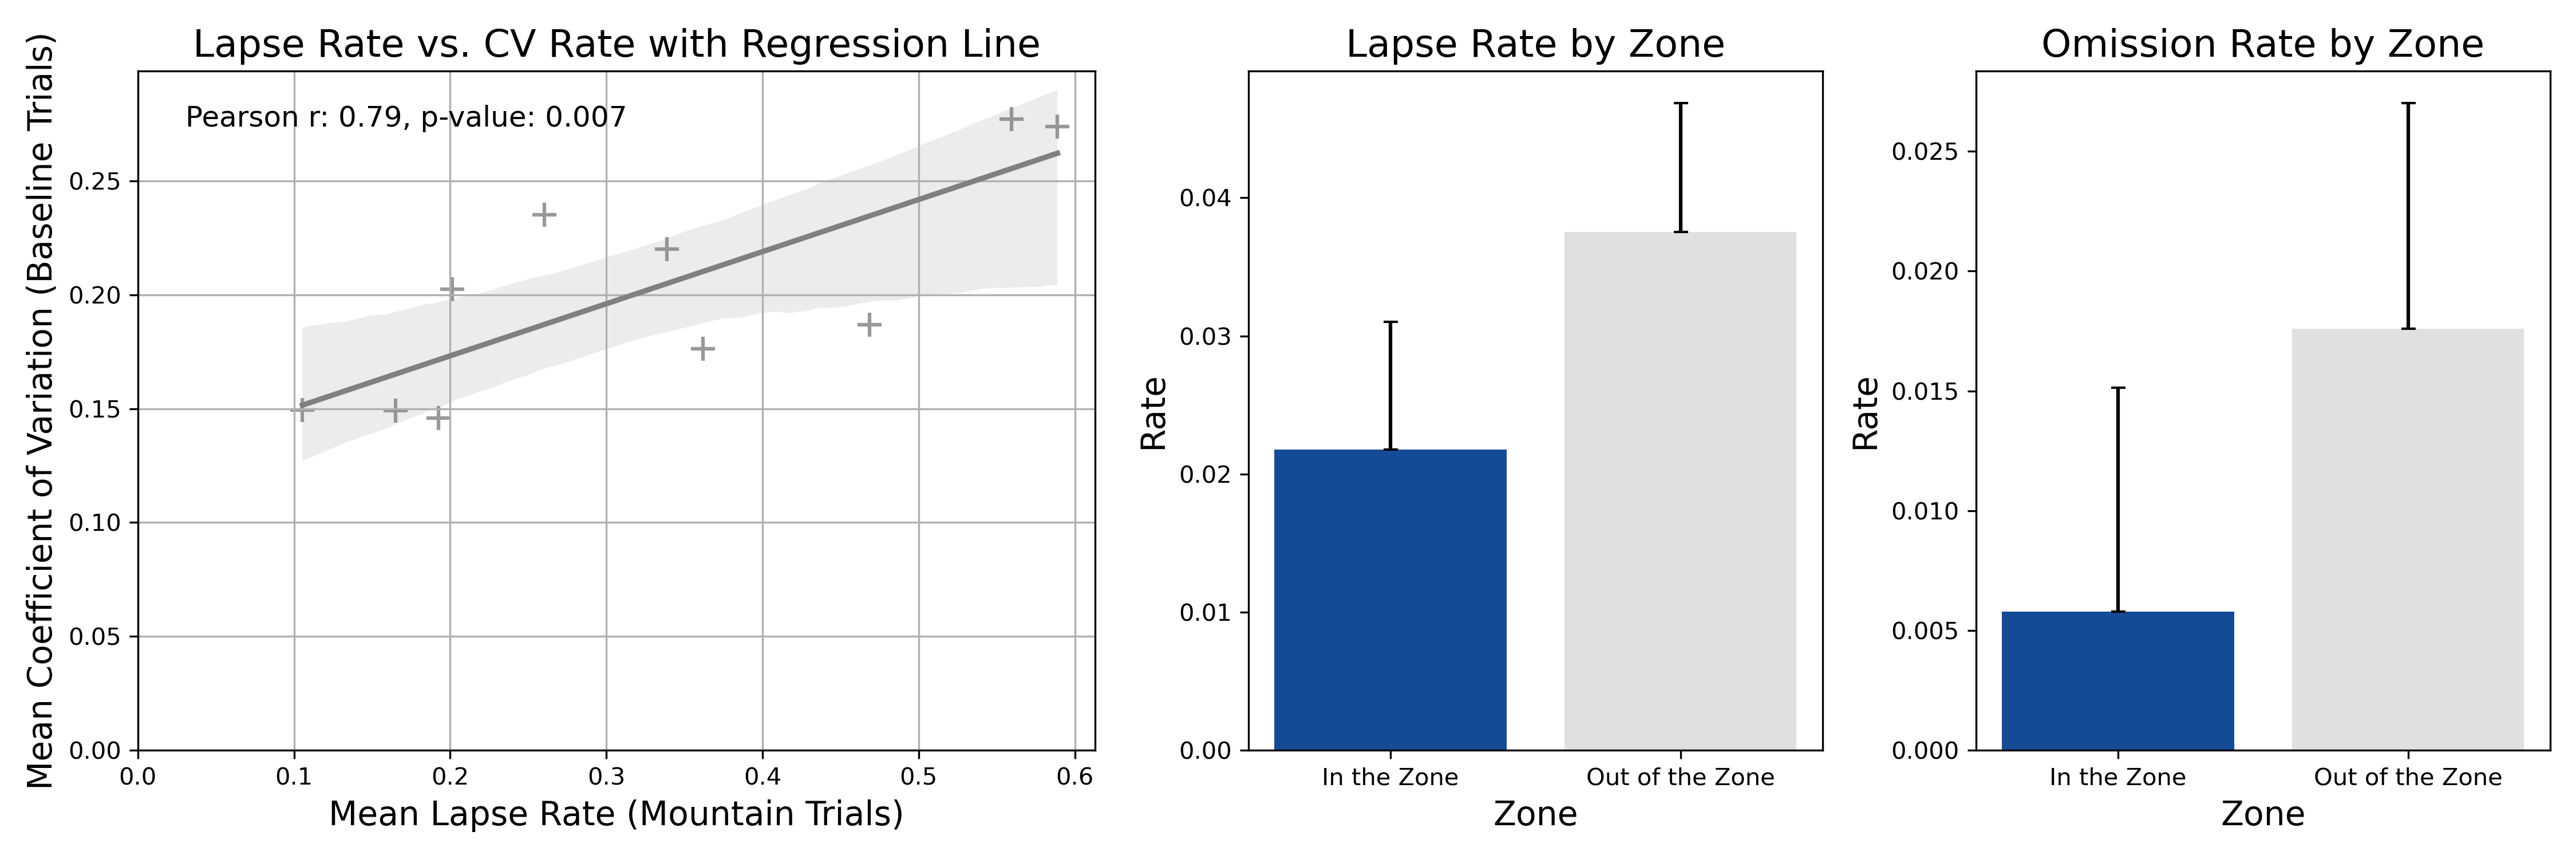 Lapse Rate vs. CV Rate with Regression Line
Pearson r: 0.79, p-value: 0.007
Mean Coefficient of Variation (Baseline Trials)
0.25
0.20
0.15
0.10
0.05
0.00
0.0 0.1 0.2 0.3 0.4 0.5 0.6
Mean Lapse Rate (Mountain Trials)
Lapse Rate by Zone
Rate
0.04
0.03
0.02
0.01
0.00
In the Zone Out of the Zone
Zone
Omission Rate by Zone
Rate
0.025
0.020
0.015
0.010
0.005
0.000
In the Zone Out of the Zone
Zone